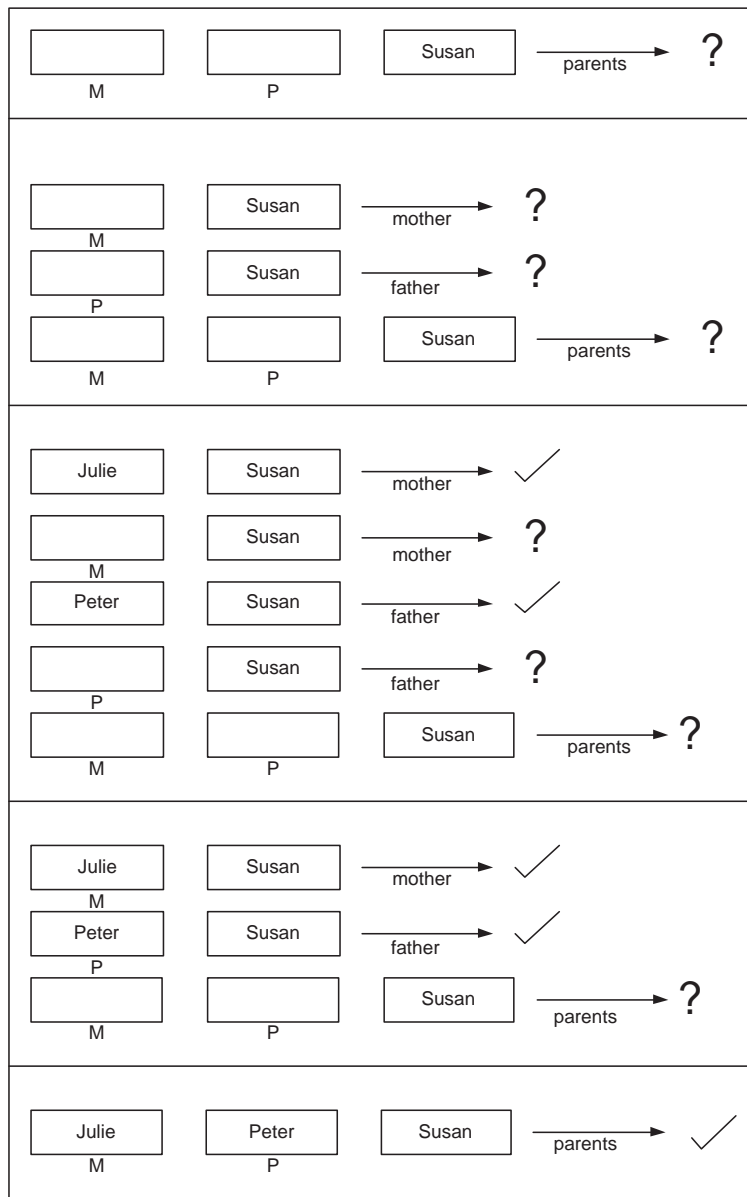 Susan parents ?
M P
Susan mother ?
M
Susan father ?
P
Susan parents ?
M P
Julie Susan mother
Susan mother ?
M
Peter Susan father
Susan father ?
P
Susan parents ?
M P
Julie Susan mother
M
Peter Susan father
P
Susan parents ?
M P
Julie Peter Susan parents
M P